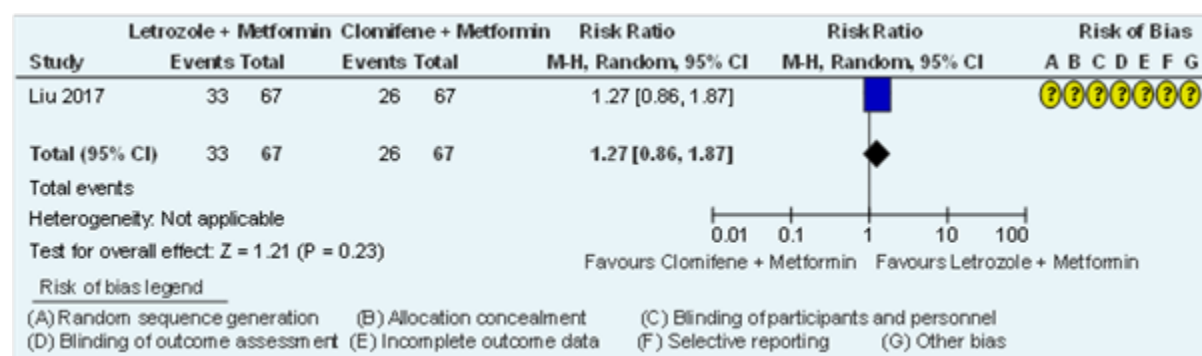 Letrozole + Metformin Clomifene + Metformin Risk Ratio Risk Ratio Risk of Bias
Study Events Total Events Total M-H, Random, 95% CI M-H, Random, 95% CI A B C D E F G
Liu 2017 33 67 26 67 1.27 [0.86, 1.87] ? ? ? ? ? ? ?
Total (95% CI) 33 67 26 67 1.27 [0.86, 1.87]
Total events
Heterogeneity: Not applicable
0.01 0.1 1 10 100
Test for overall effect: Z = 1.21 (P = 0.23)
Favours Clomifene + Metformin Favours Letrozole + Metformin
Risk of bias legend
(A) Random sequence generation (B) Allocation concealment (C) Blinding of participants and personnel
(D) Blinding of outcome assessment (E) Incomplete outcome data (F) Selective reporting (G) Other bias